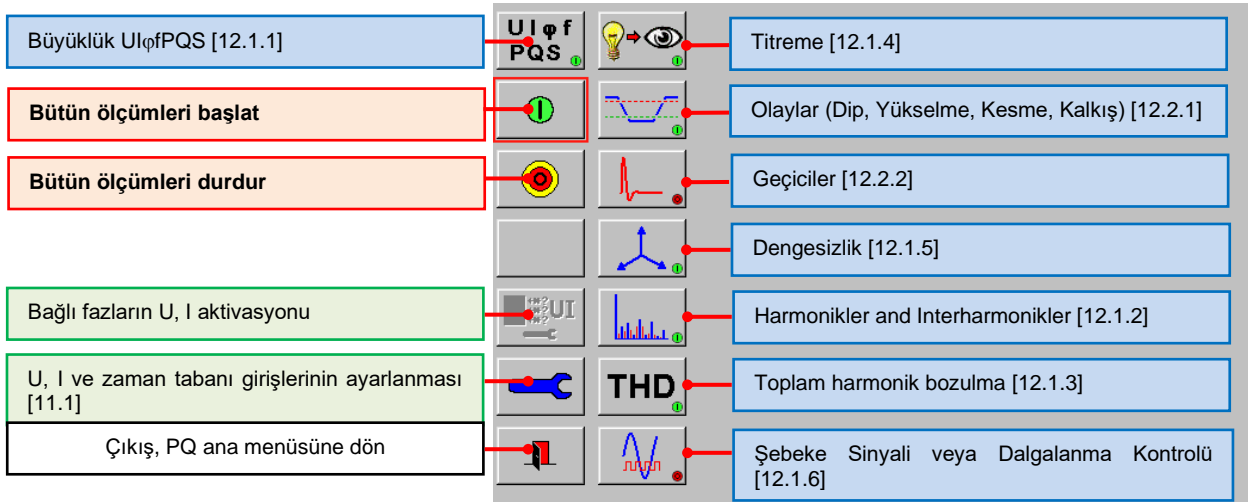 Büyüklük UIφfPQS [12.1.1]
UIφf
PQS
Titreme [12.1.4]
Bütün ölçümleri başlat
Olaylar (Dip, Yükselme, Kesme, Kalkış) [12.2.1]
Bütün ölçümleri durdur
Geçiciler [12.2.2]
Dengesizlik [12.1.5]
Bağlı fazların U, I aktivasyonu
+*?
*?UI
+*?
Harmonikler and Interharmonikler [12.1.2]
U, I ve zaman tabanı girişlerinin ayarlanması
[11.1]
THD
Toplam harmonik bozulma [12.1.3]
Çıkış, PQ ana menüsüne dön
Şebeke Sinyali veya Dalgalanma Kontrolü
[12.1.6]